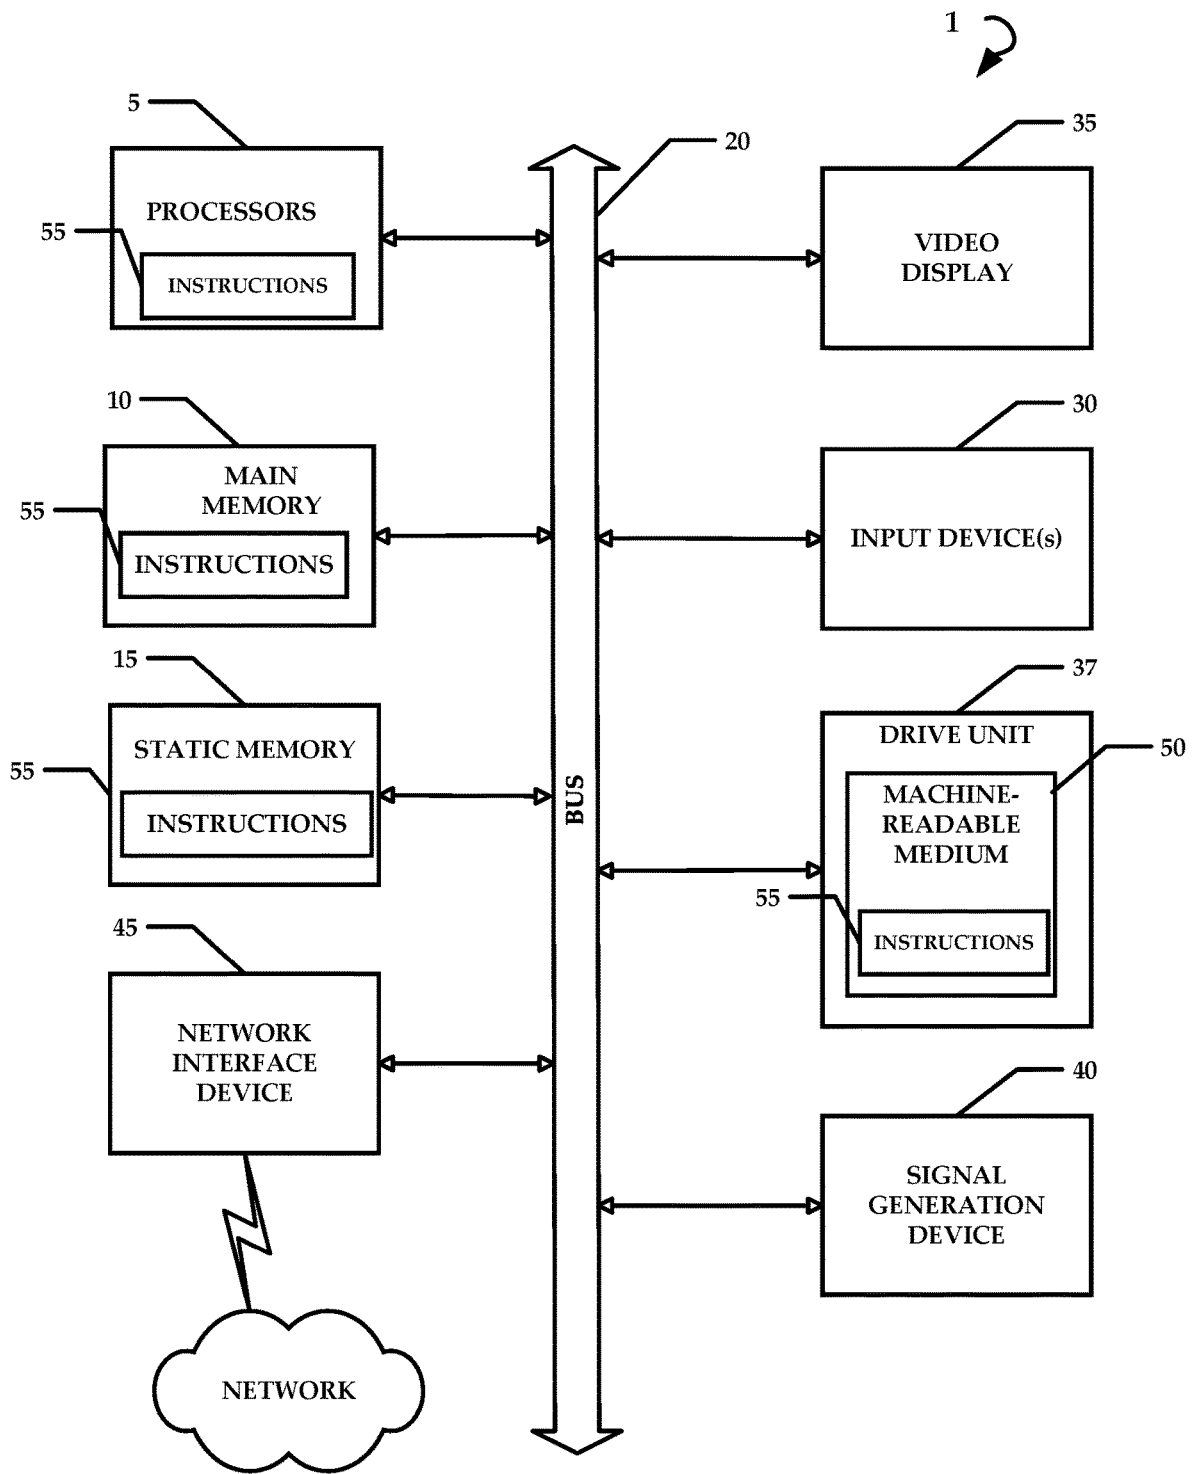 1
5
PROCESSORS
55
INSTRUCTIONS
20
35
VIDEO
DISPLAY
10
MAIN
MEMORY
55
INSTRUCTIONS
30
INPUT DEVICE(s)
15
STATIC MEMORY
55
INSTRUCTIONS
BUS
37
DRIVE UNIT
50
MACHINE-
READABLE
MEDIUM
55
INSTRUCTIONS
45
NETWORK
INTERFACE
DEVICE
40
SIGNAL
GENERATION
DEVICE
NETWORK